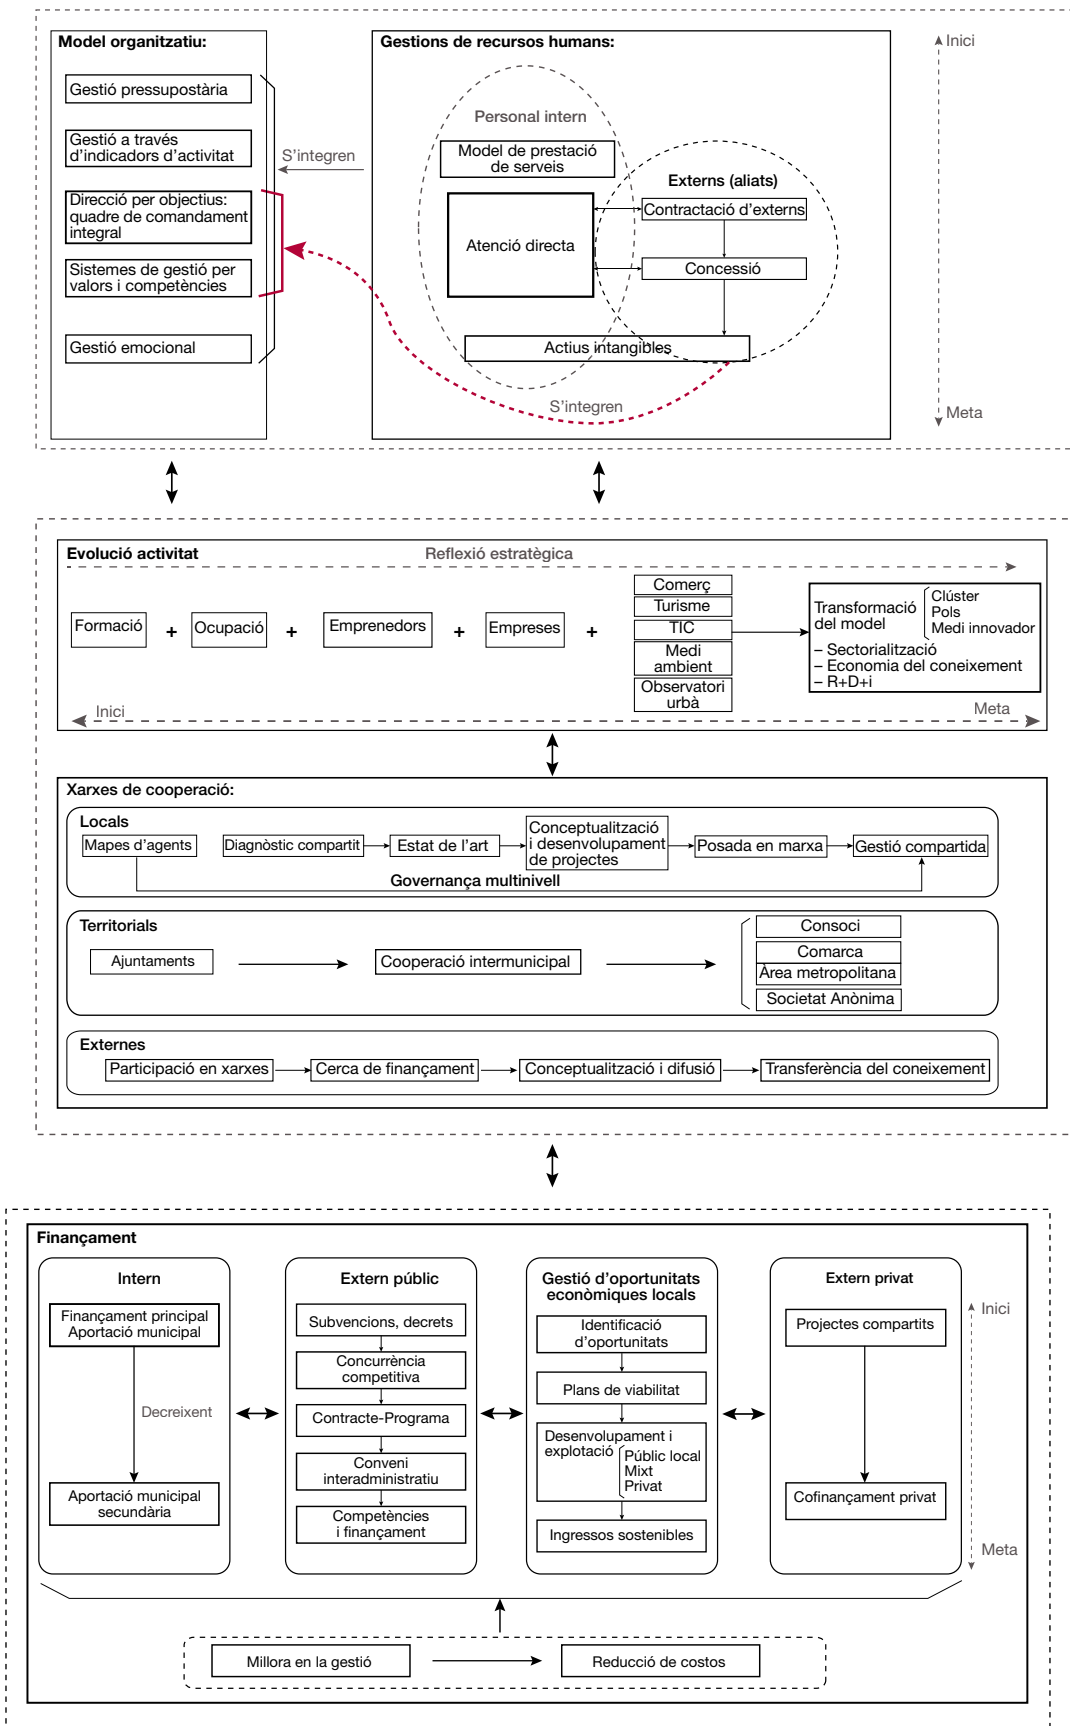 Model organitzatiu:
Gestió pressupostària
Gestió a través
d'indicadors d'activitat
Direcció per objectius:
quadre de comandament
integral
Sistemes de gestió per
valors i competències
Gestió emocional
S'integren
Gestions de recursos humans:
Personal intern
Model de prestació
de serveis
Externs (aliats)
Contractació d'externs
Atenció directa
Concessió
Actius intangibles
S'integren
Inici
Meta
Evolució activitat
Reflexió estratègica
Formació
+
Ocupació
+
Emprenedors
+
Empreses
+
Comerç
Turisme
TIC
Medi
ambient
Observatori
urbà
Transformació
del model
Clúster
Pols
Medi innovador
– Sectorialització
– Economia del coneixement
– R+D+i
Inici
Meta
Xarxes de cooperació:
Locals
Mapes d'agents
Diagnòstic compartit
Estat de l'art
Conceptualització
i desenvolupament
de projectes
Posada en marxa
Gestió compartida
Governança multinivell
Territorials
Ajuntaments
Cooperació intermunicipal
Consoci
Comarca
Àrea metropolitana
Societat Anònima
Externes
Participació en xarxes
Cerca de finançament
Conceptualització i difusió
Transferència del coneixement
Finançament
Intern
Finançament principal
Aportació municipal
Decreixent
Aportació municipal
secundària
Extern públic
Subvencions, decrets
Concurrència
competitiva
Contracte-Programa
Conveni
interadministratiu
Competències
i finançament
Gestió d'oportunitats
econòmiques locals
Identificació
d'oportunitats
Plans de viabilitat
Desenvolupament i
explotació
Públic local
Mixt
Privat
Ingressos sostenibles
Extern privat
Projectes compartits
Cofinançament privat
Inici
Meta
Millora en la gestió
Reducció de costos